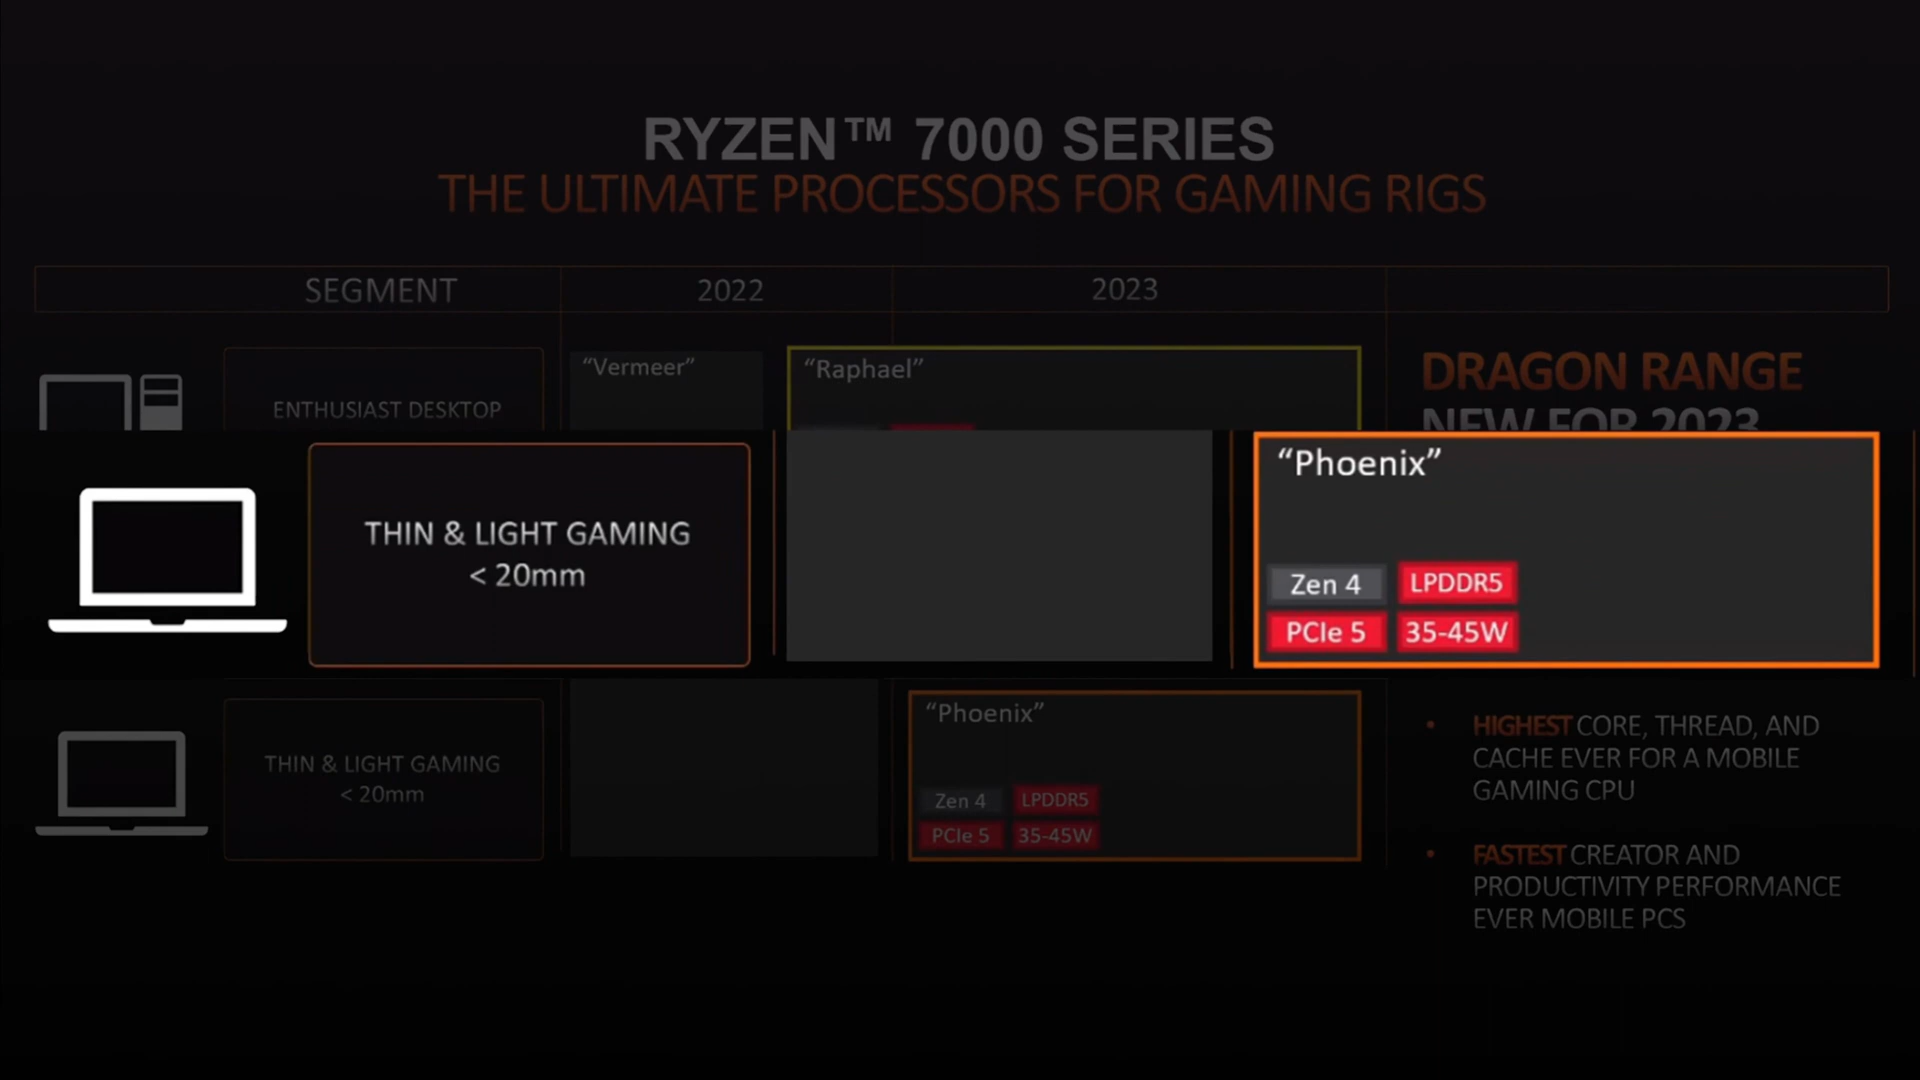 RYZEN™ 7000 SERIES
THE ULTIMATE PROCESSORS FOR GAMING RIGS
SEGMENT 2022 2023
ENTHUSIAST DESKTOP
“Vermeer”
“Raphael”
DRAGON RANGE
NEW FOR 2023
THIN & LIGHT GAMING
< 20mm
“Phoenix”
Zen 4 LPDDR5
PCIe 5 35-45W
THIN & LIGHT GAMING
< 20mm
“Phoenix”
Zen 4 LPDDR5
PCIe 5 35-45W
• HIGHEST CORE, THREAD, AND
CACHE EVER FOR A MOBILE
GAMING CPU
• FASTEST CREATOR AND
PRODUCTIVITY PERFORMANCE
EVER MOBILE PCS